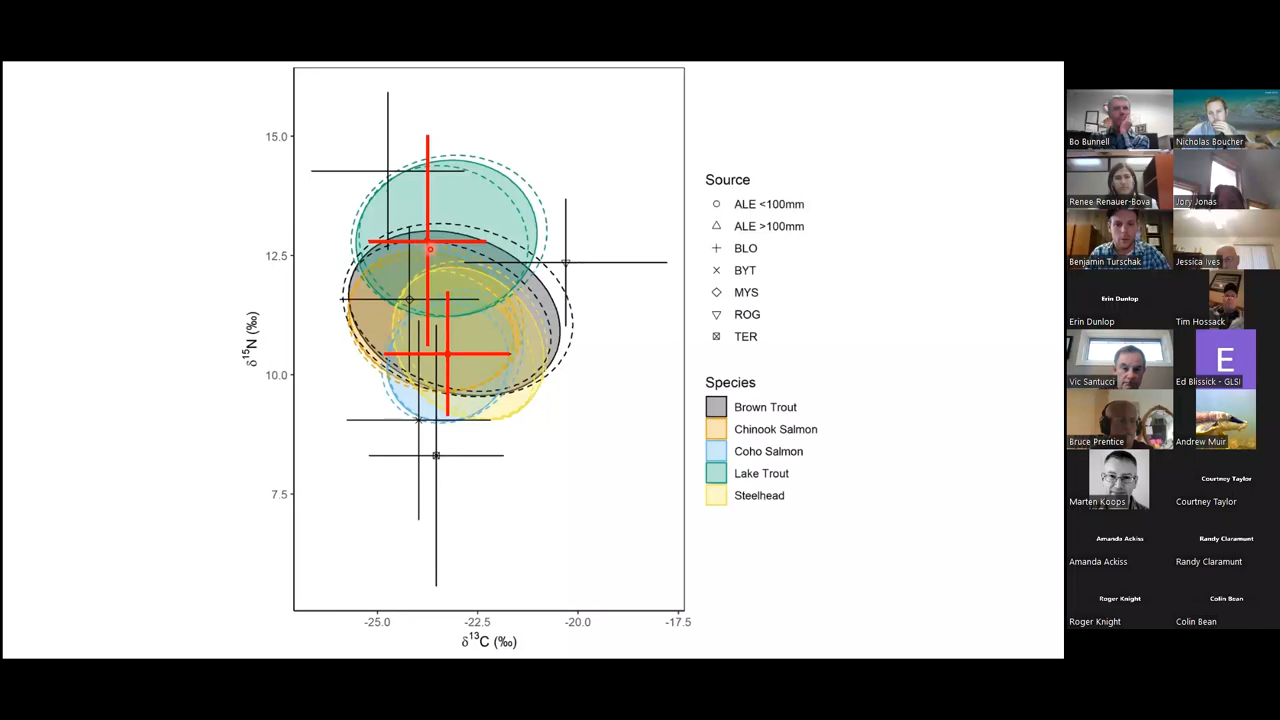 15.0
12.5
10.0
7.5
δ15N (‰)
-25.0
-22.5
-20.0
-17.5
δ13C (‰)
Source
ALE <100mm
ALE >100mm
BLO
BYT
MYS
ROG
TER
Species
Brown Trout
Chinook Salmon
Coho Salmon
Lake Trout
Steelhead
Bo Bunnell
Nicholas Boucher
Renee Renauer-Bova
Jory Jonas
Benjamin Turschak
Jessica Ives
Erin Dunlop
Erin Dunlop
Tim Hossack
Vic Santucci
E
Ed Blissick - GLSI
Bruce Prentice
Andrew Muir
Marten Koops
Courtney Taylor
Courtney Taylor
Amanda Ackiss
Amanda Ackiss
Randy Claramunt
Randy Claramunt
Roger Knight
Roger Knight
Colin Bean
Colin Bean